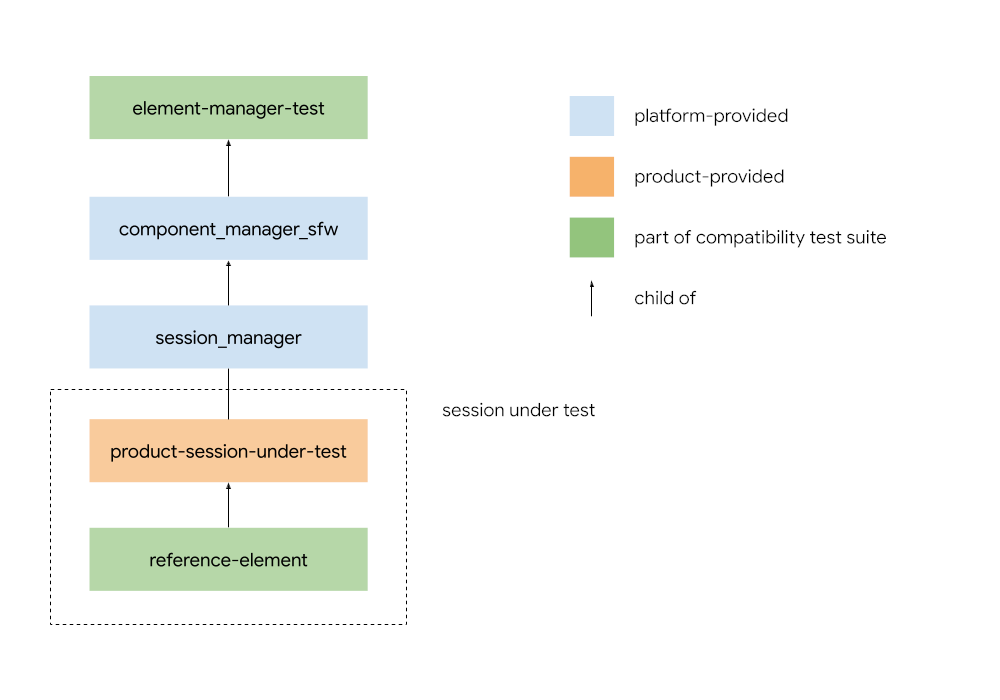 element-manager-test
component_manager_sfw
session_manager
product-session-under-test
reference-element
platform-provided
product-provided
part of compatibility test suite
child of
session under test